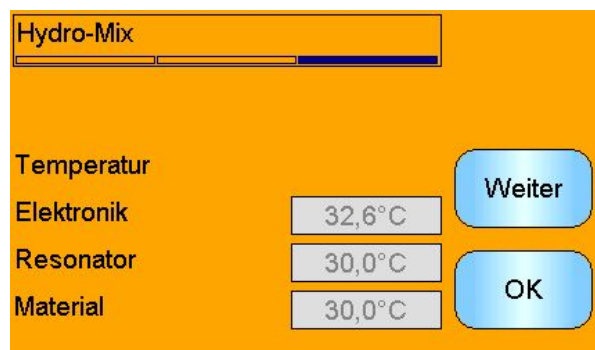 Hydro-Mix
Temperatur
Elektronik 32,6°C
Resonator 30,0°C
Material 30,0°C
Weiter
OK